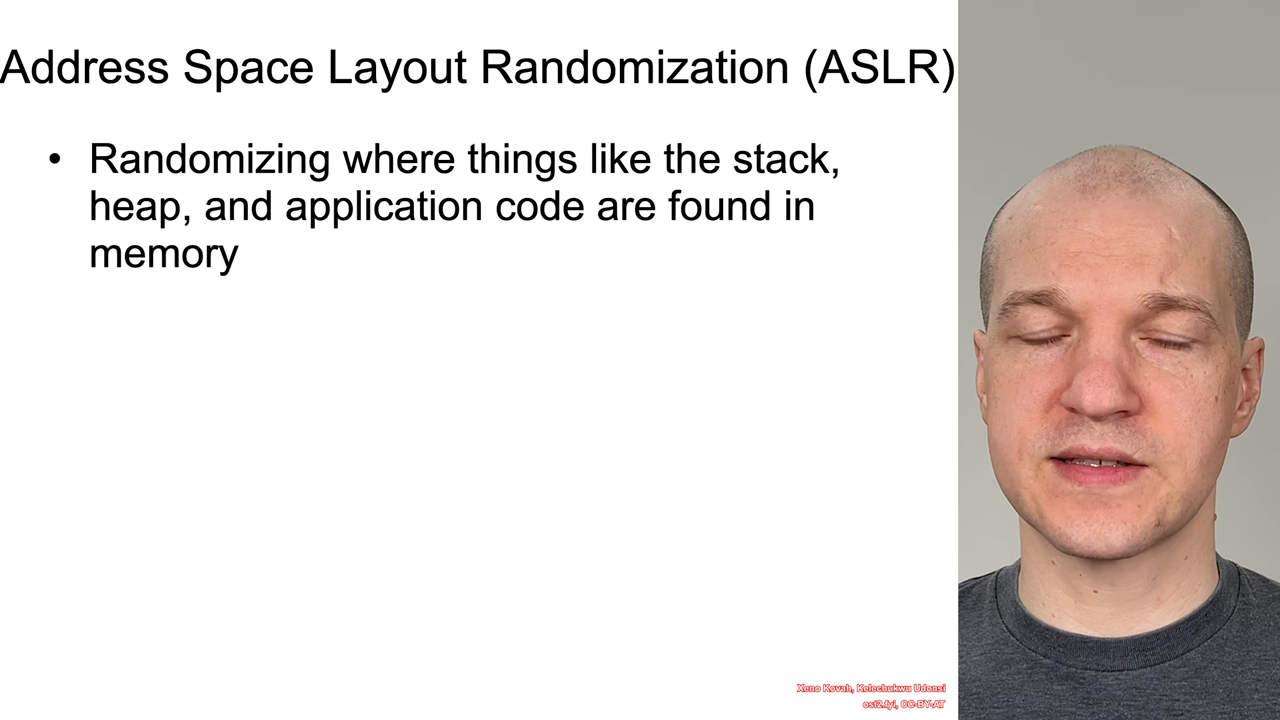 Address Space Layout Randomization (ASLR)
• Randomizing where things like the stack,
heap, and application code are found in
memory
Xeno Kovah, Kelechukwu Udonsi
ost2.fyi, CC-BY-AT